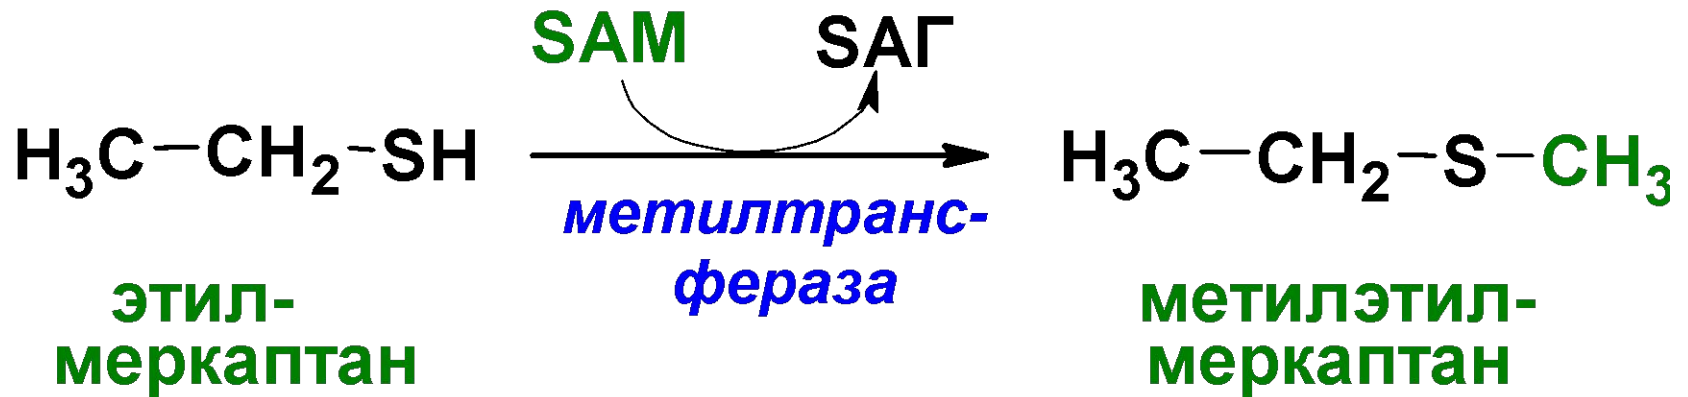 SAM SAГ
H₃C–CH₂–SH H₃C–CH₂–S–CH₃
метилтранс-
фераза
этил- метилэтил-
меркаптан меркаптан